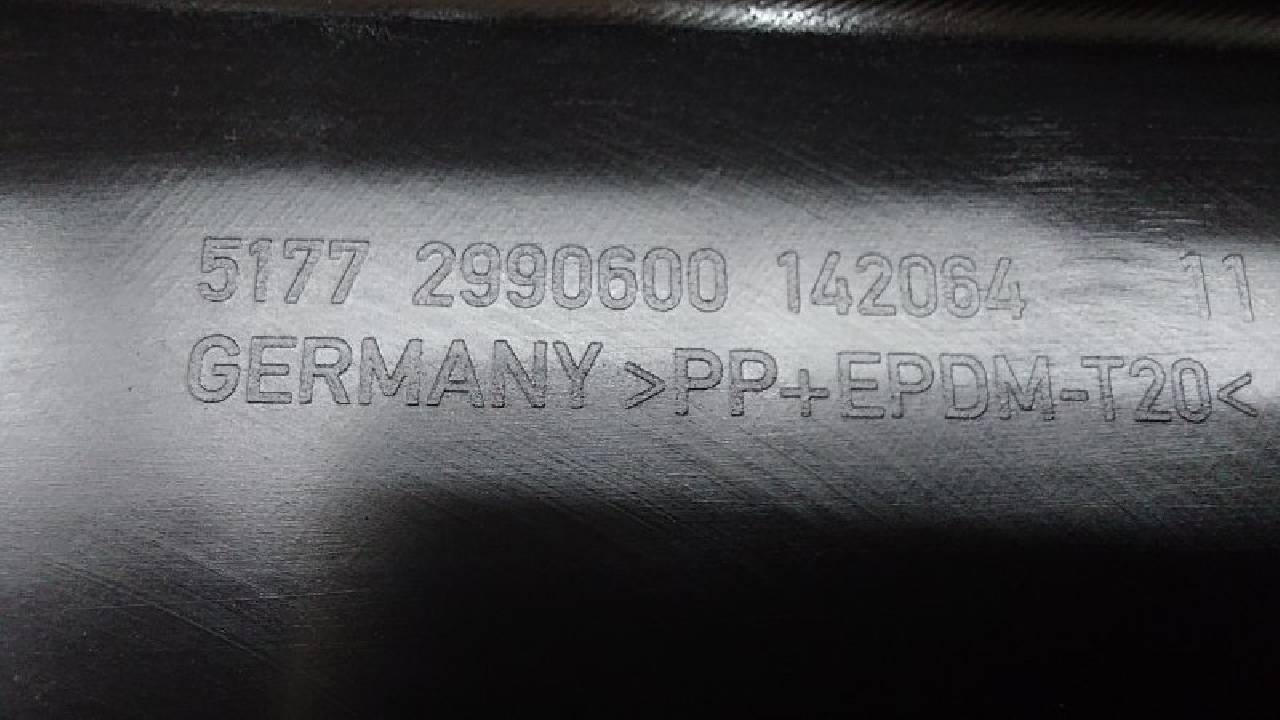 5177 2990600 142064 11
GERMANY >PP+EPDM-T20<